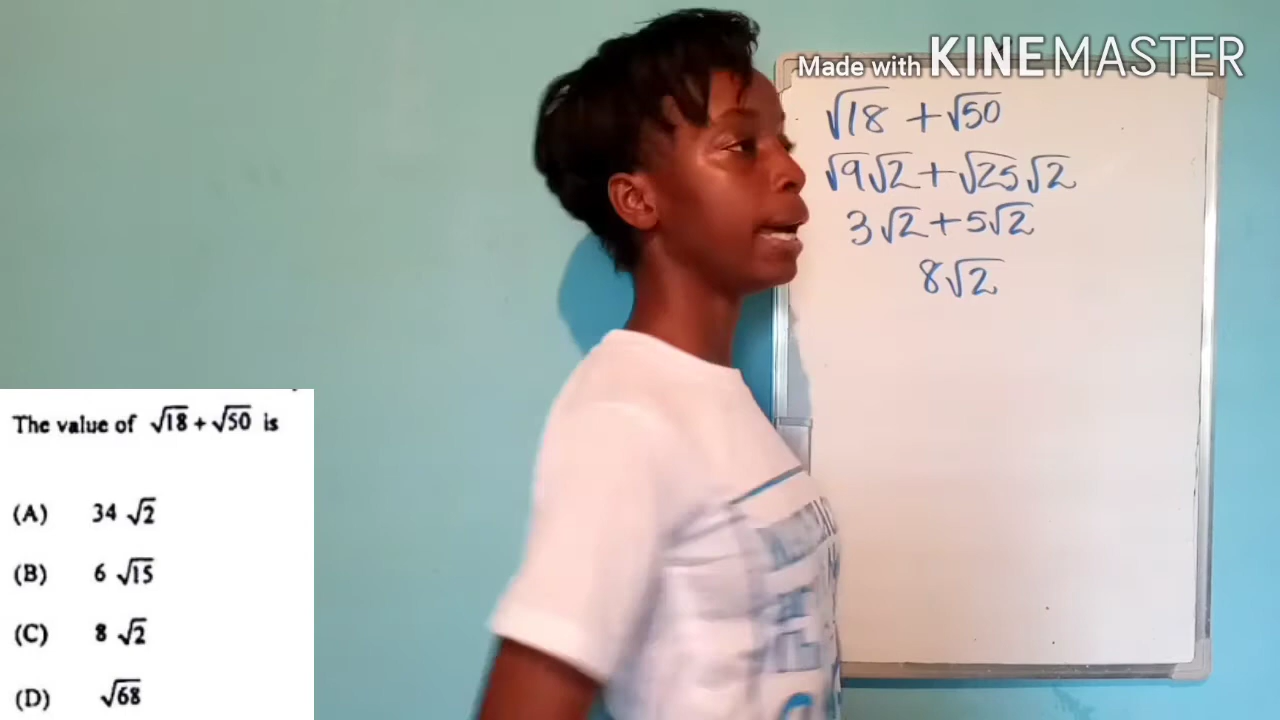 Made with KINEMASTER
√18 + √50
√9√2 + √25√2
3√2 + 5√2
8√2
The value of √18 + √50 is
(A) 34 √2
(B) 6 √15
(C) 8 √2
(D) √68